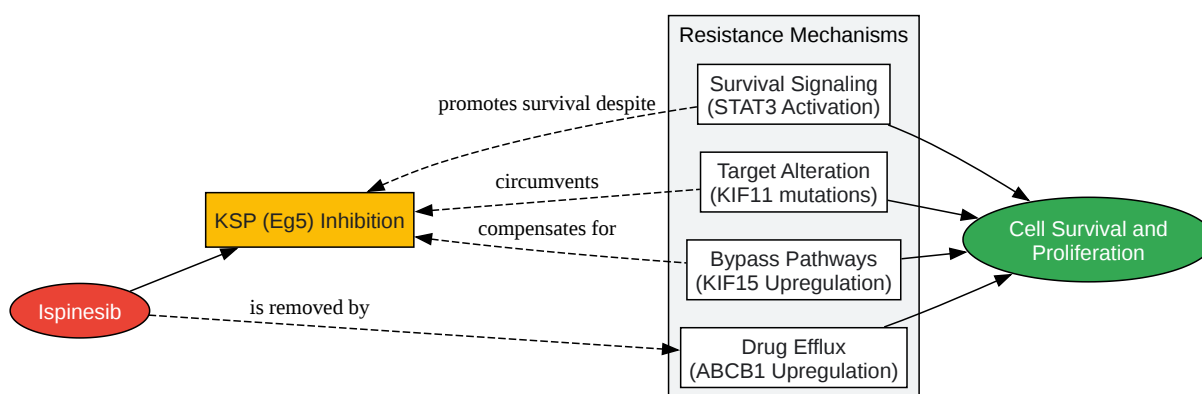 Resistance Mechanisms
Survival Signaling
(STAT3 Activation)
promotes survival despite
Target Alteration
(KIF11 mutations)
circumvents
KSP (Eg5) Inhibition
compensates for
Cell Survival and
Proliferation
Bypass Pathways
(KIF15 Upregulation)
Ispinesib
is removed by
Drug Efflux
(ABCB1 Upregulation)